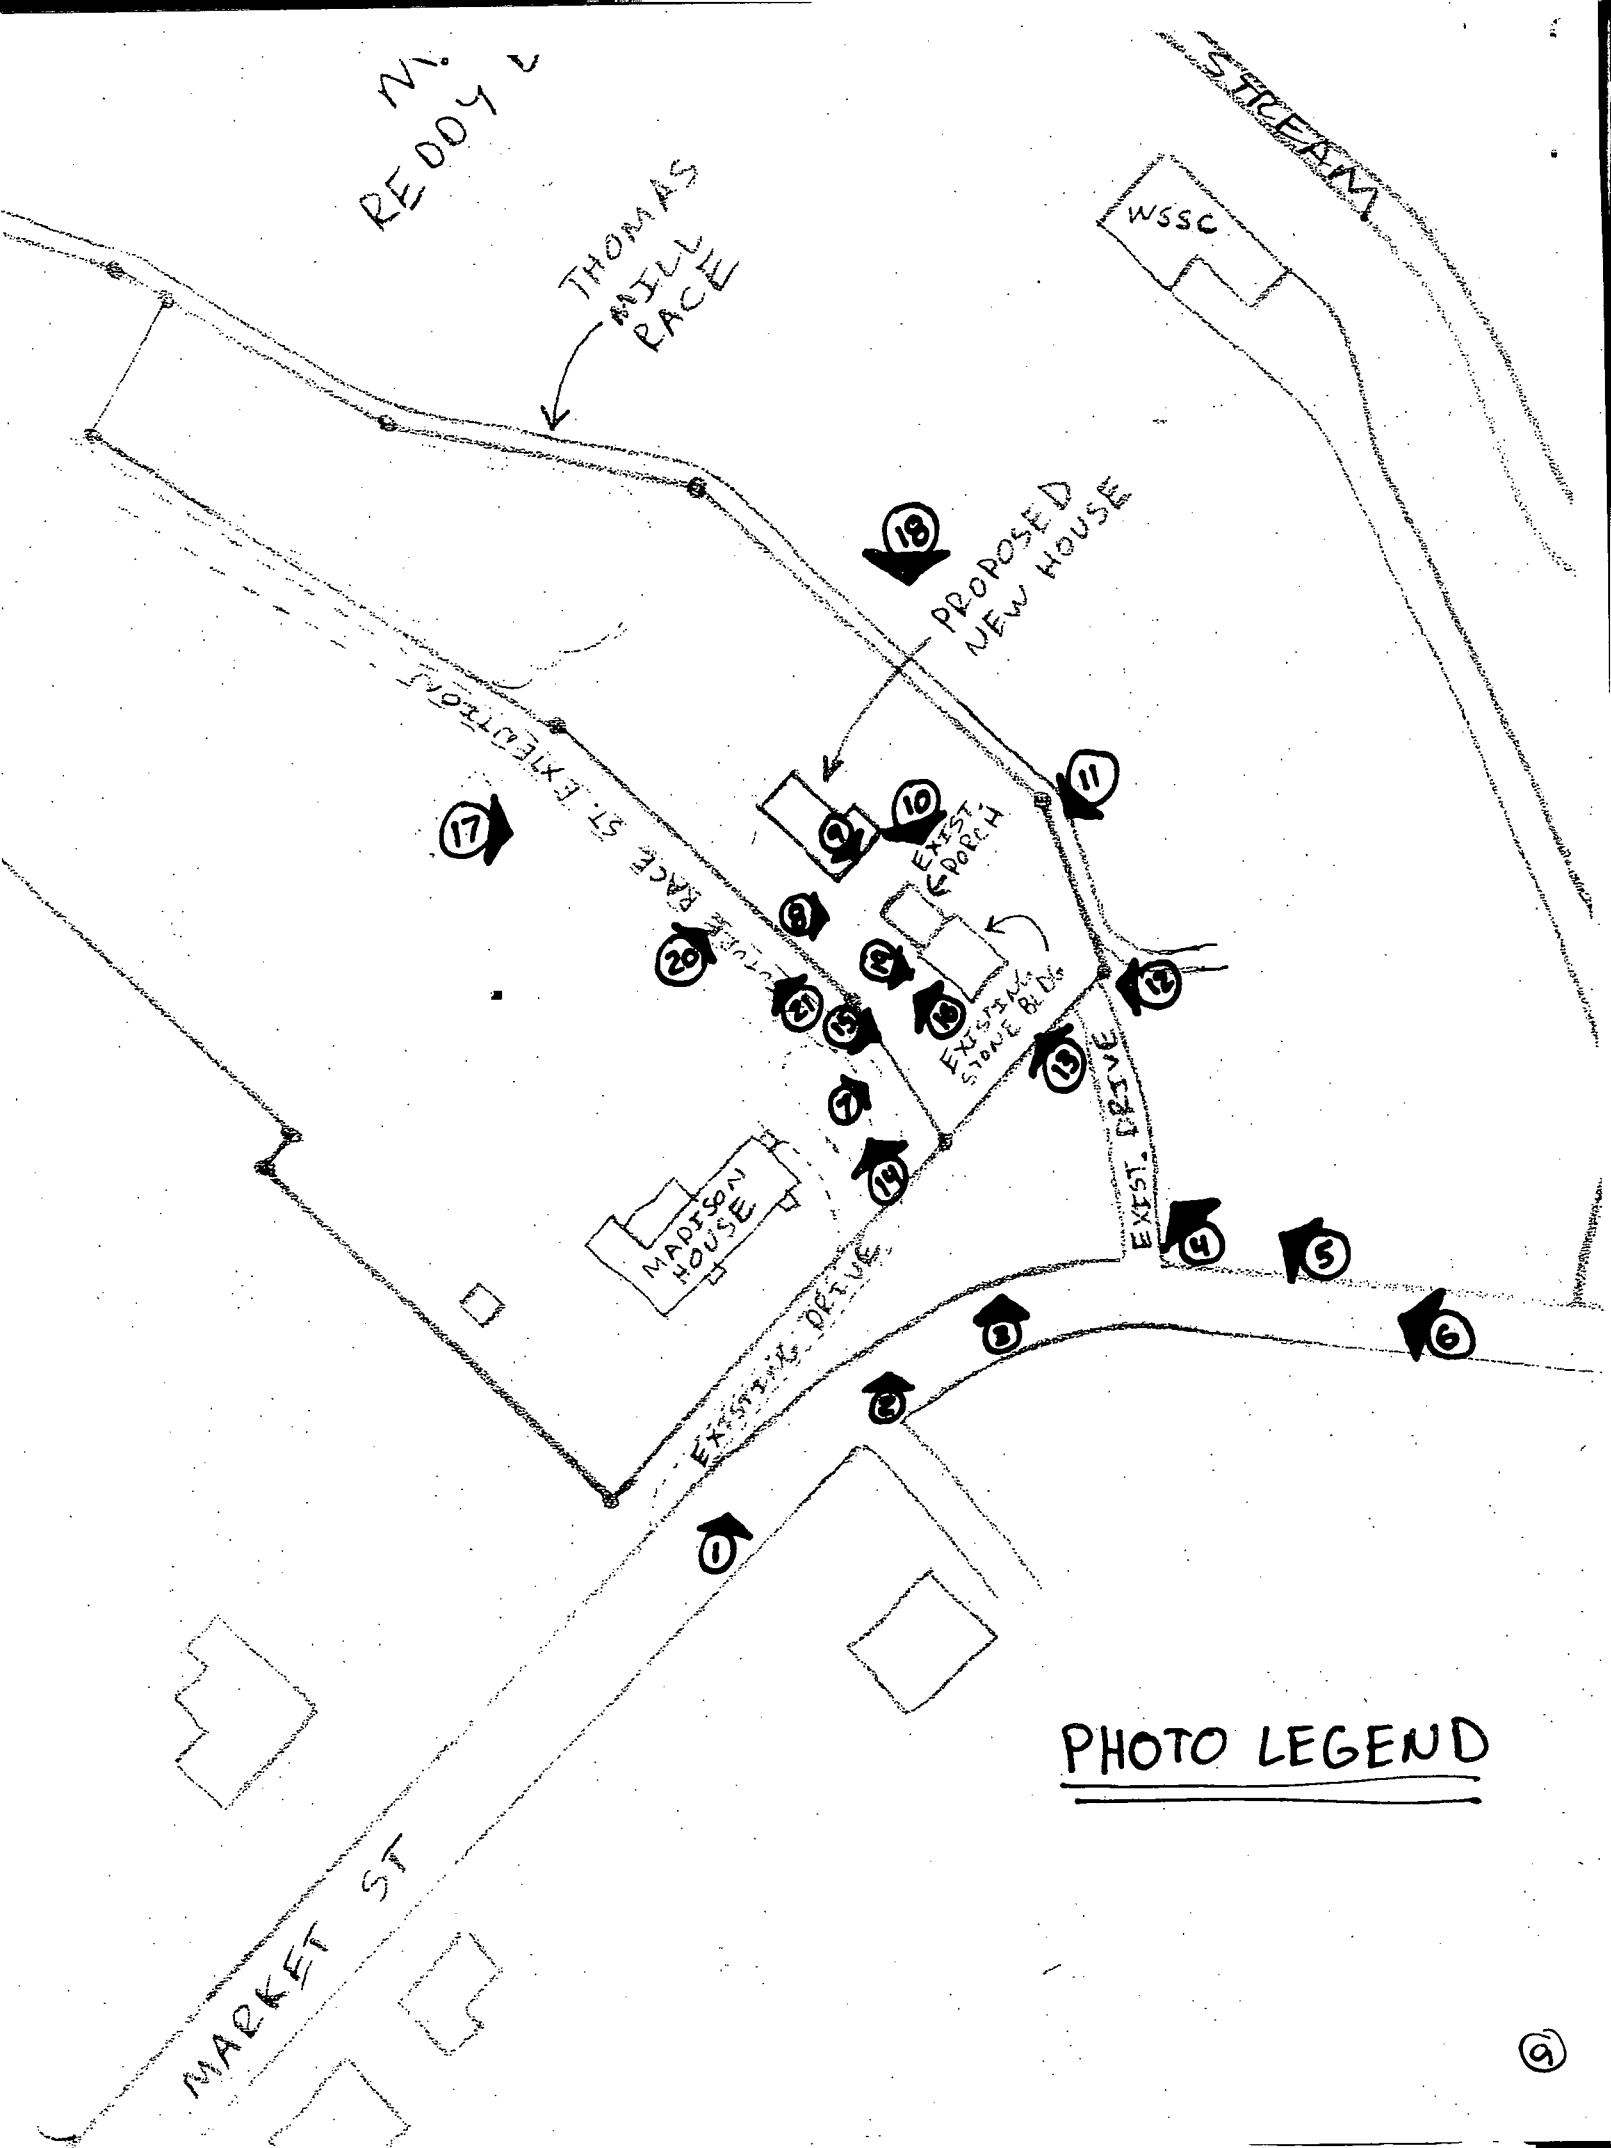 REDDY
STREAM
THOMAS
MILL
RACE
WSSC
18
PROPOSED
NEW HOUSE
FUTURE RACE ST. EXTENTION
17
11
10
9
EXIST.
PORCH
8
20
21
15
16
12
EXISTING
STONE BLDG
13
EXIST. DRIVE
7
14
MADISON
HOUSE
EXISTING DRIVE
4
5
6
3
2
1
PHOTO LEGEND
MARKET ST
9